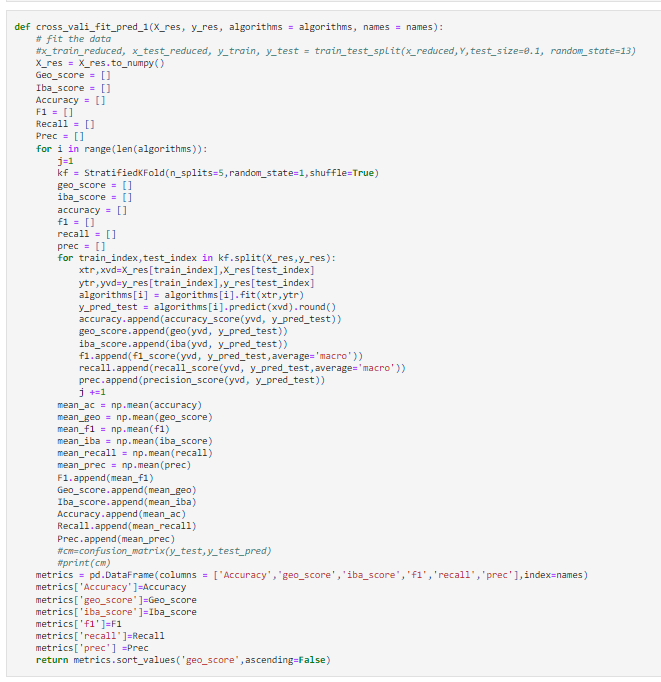 def cross_vali_fit_pred_1(X_res, y_res, algorithms = algorithms, names = names):
    # fit the data
    #x_train_reduced, x_test_reduced, y_train, y_test = train_test_split(x_reduced,Y,test_size=0.1, random_state=13)
    X_res = X_res.to_numpy()
    Geo_score = []
    Iba_score = []
    Accuracy = []
    F1 = []
    Recall = []
    Prec = []
    for i in range(len(algorithms)):
        j=1
        kf = StratifiedKFold(n_splits=5,random_state=1,shuffle=True)
        geo_score = []
        iba_score = []
        accuracy = []
        f1 = []
        recall = []
        prec = []
        for train_index,test_index in kf.split(X_res,y_res):
            xtr,xvd=X_res[train_index],X_res[test_index]
            ytr,yvd=y_res[train_index],y_res[test_index]
            algorithms[i] = algorithms[i].fit(xtr,ytr)
            y_pred_test = algorithms[i].predict(xvd).round()
            accuracy.append(accuracy_score(yvd, y_pred_test))
            geo_score.append(geo(yvd, y_pred_test))
            iba_score.append(iba(yvd, y_pred_test))
            f1.append(f1_score(yvd, y_pred_test,average='macro'))
            recall.append(recall_score(yvd, y_pred_test,average='macro'))
            prec.append(precision_score(yvd, y_pred_test))
            j +=1
        mean_ac = np.mean(accuracy)
        mean_geo = np.mean(geo_score)
        mean_f1 = np.mean(f1)
        mean_iba = np.mean(iba_score)
        mean_recall = np.mean(recall)
        mean_prec = np.mean(prec)
        F1.append(mean_f1)
        Geo_score.append(mean_geo)
        Iba_score.append(mean_iba)
        Accuracy.append(mean_ac)
        Recall.append(mean_recall)
        Prec.append(mean_prec)
        #cm=confusion_matrix(y_test,y_test_pred)
        #print(cm)
    metrics = pd.DataFrame(columns = ['Accuracy','geo_score','iba_score','f1','recall','prec'],index=names)
    metrics['Accuracy']=Accuracy
    metrics['geo_score']=Geo_score
    metrics['iba_score']=Iba_score
    metrics['f1']=F1
    metrics['recall']=Recall
    metrics['prec'] =Prec
    return metrics.sort_values('geo_score',ascending=False)